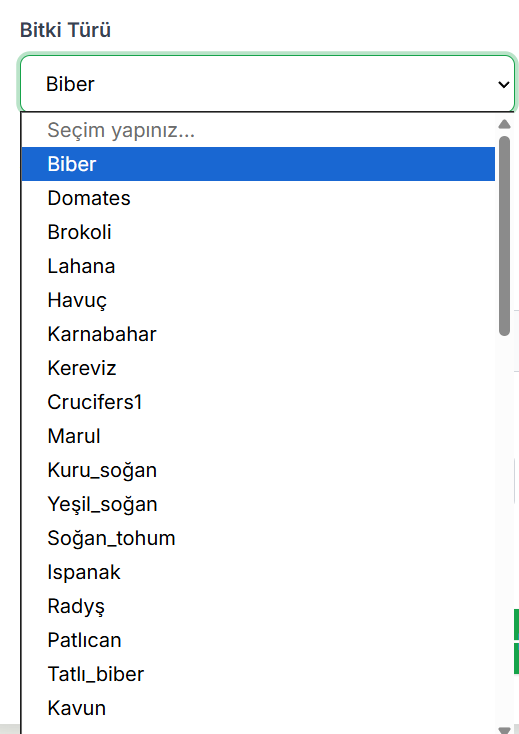 Bitki Türü
Biber
Seçim yapınız...
Biber
Domates
Brokoli
Lahana
Havuç
Karnabahar
Kereviz
Crucifers1
Marul
Kuru_soğan
Yeşil_soğan
Soğan_tohum
Ispanak
Radyş
Patlıcan
Tatlı_biber
Kavun